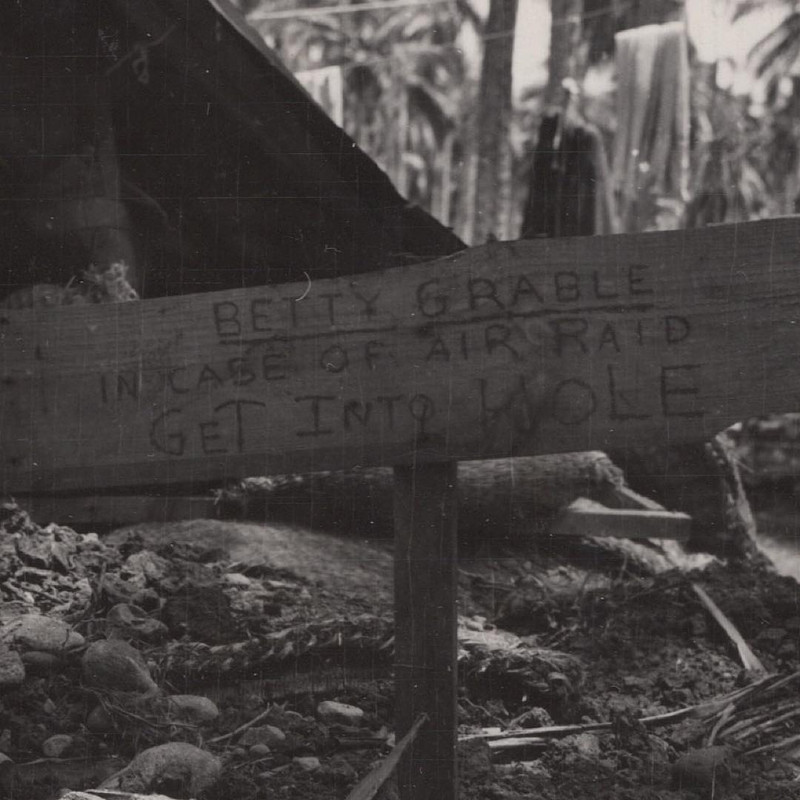 BETTY GRABLE
IN CASE OF AIR RAID
GET INTO HOLE